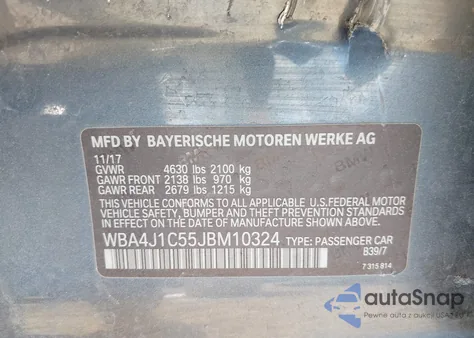 MFD BY BAYERISCHE MOTOREN WERKE AG
11/17
GVWR 4630 lbs 2100 kg
GAWR FRONT 2138 lbs 970 kg
GAWR REAR 2679 lbs 1215 kg
THIS VEHICLE CONFORMS TO ALL APPLICABLE U.S. FEDERAL MOTOR
VEHICLE SAFETY, BUMPER, AND THEFT PREVENTION STANDARDS
IN EFFECT ON THE DATE OF MANUFACTURE SHOWN ABOVE.
WBA4J1C55JBM10324 TYPE: PASSENGER CAR
B39/7
7 315 814
autoSnap
Pewne auta z USA